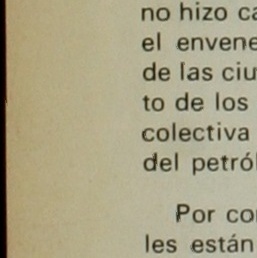 no hizo ca
el envene
de las ciu
to de los
colectiva
del petról
Por co
les están